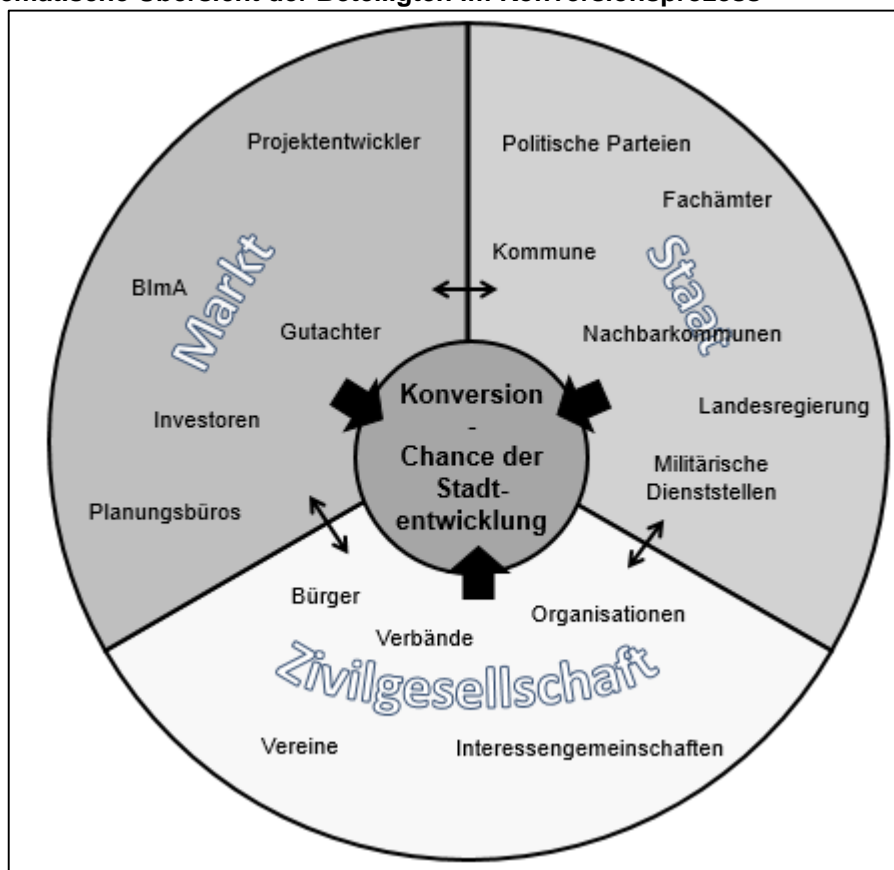 Schematische Übersicht der Beteiligten im Konversionsprozess
Projektentwickler
Markt
BImA
Gutachter
Investoren
Planungsbüros
Politische Parteien
Fachämter
Kommune
Staat
Nachbarkommunen
Landesregierung
Militärische
Dienststellen
Konversion
-
Chance der
Stadt-
entwicklung
Bürger
Verbände
Organisationen
Zivilgesellschaft
Vereine
Interessengemeinschaften